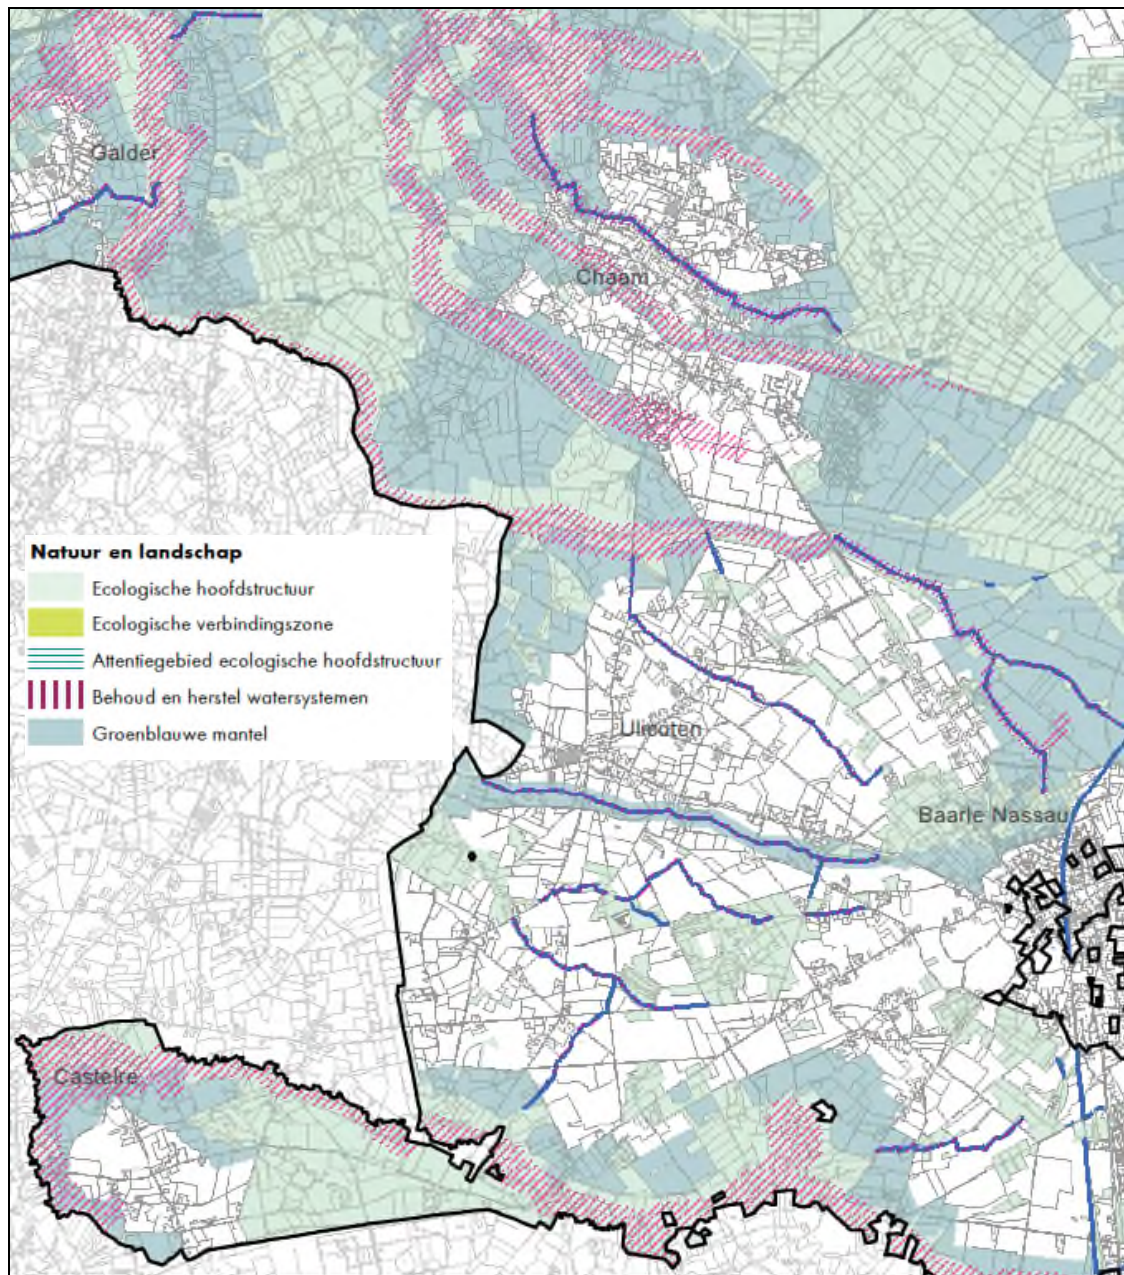 Galder
Chaam
Natuur en landschap
Ecologische hoofdstructuur
Ecologische verbindingszone
Attentiegebied ecologische hoofdstructuur
Behoud en herstel watersystemen
Groenblauwe mantel
Ulicoten
Baarle Nassau
Castelre